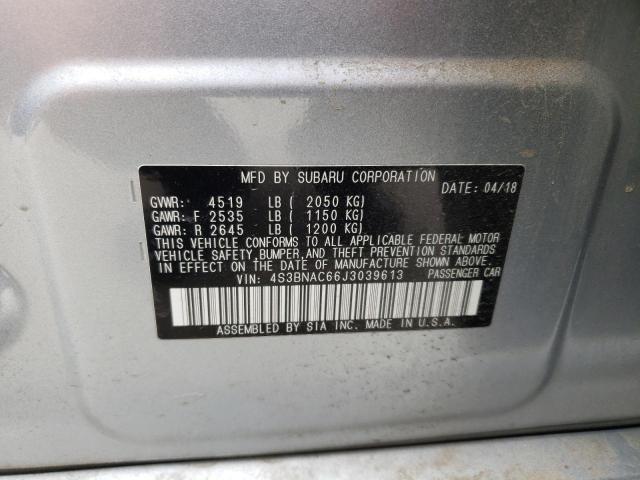 MFD BY SUBARU CORPORATION
DATE: 04/18
GVWR: 4519 LB ( 2050 KG)
GAWR: F 2535 LB ( 1150 KG)
GAWR: R 2645 LB ( 1200 KG)
THIS VEHICLE CONFORMS TO ALL APPLICABLE FEDERAL MOTOR
VEHICLE SAFETY, BUMPER, AND THEFT PREVENTION STANDARDS
IN EFFECT ON THE DATE OF MANUFACTURE SHOWN ABOVE.
VIN: 4S3BNAC66J3039613 PASSENGER CAR
ASSEMBLED BY SIA INC. MADE IN U.S.A.